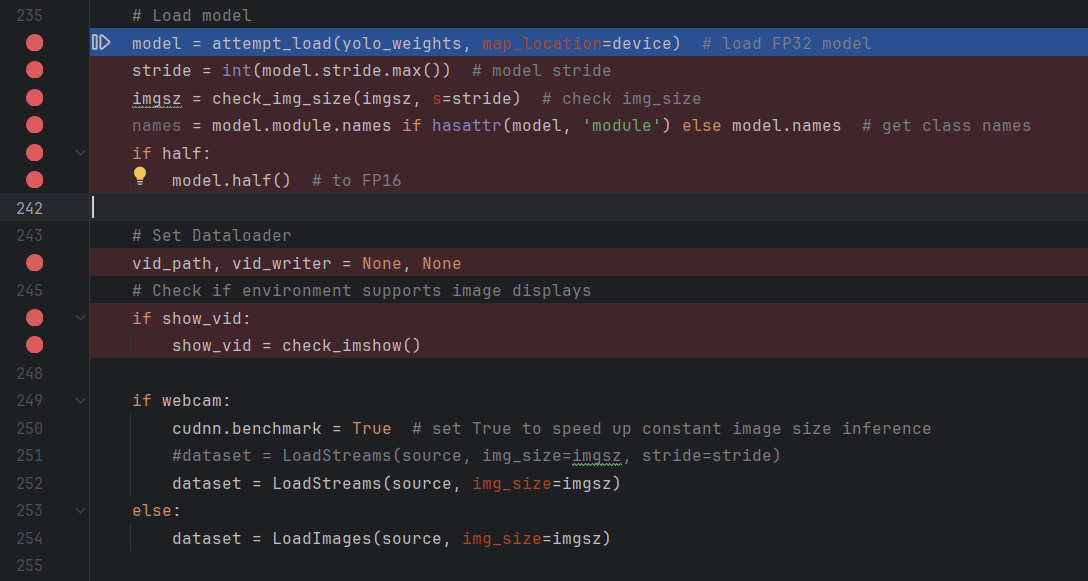 235 # Load model
model = attempt_load(yolo_weights, map_location=device)  # load FP32 model
stride = int(model.stride.max())  # model stride
imgsz = check_img_size(imgsz, s=stride)  # check img_size
names = model.module.names if hasattr(model, 'module') else model.names  # get class names
if half:
    model.half()  # to FP16
242
243 # Set Dataloader
vid_path, vid_writer = None, None
245 # Check if environment supports image displays
if show_vid:
    show_vid = check_imshow()
248
249 if webcam:
250     cudnn.benchmark = True  # set True to speed up constant image size inference
251     #dataset = LoadStreams(source, img_size=imgsz, stride=stride)
252     dataset = LoadStreams(source, img_size=imgsz)
253 else:
254     dataset = LoadImages(source, img_size=imgsz)
255